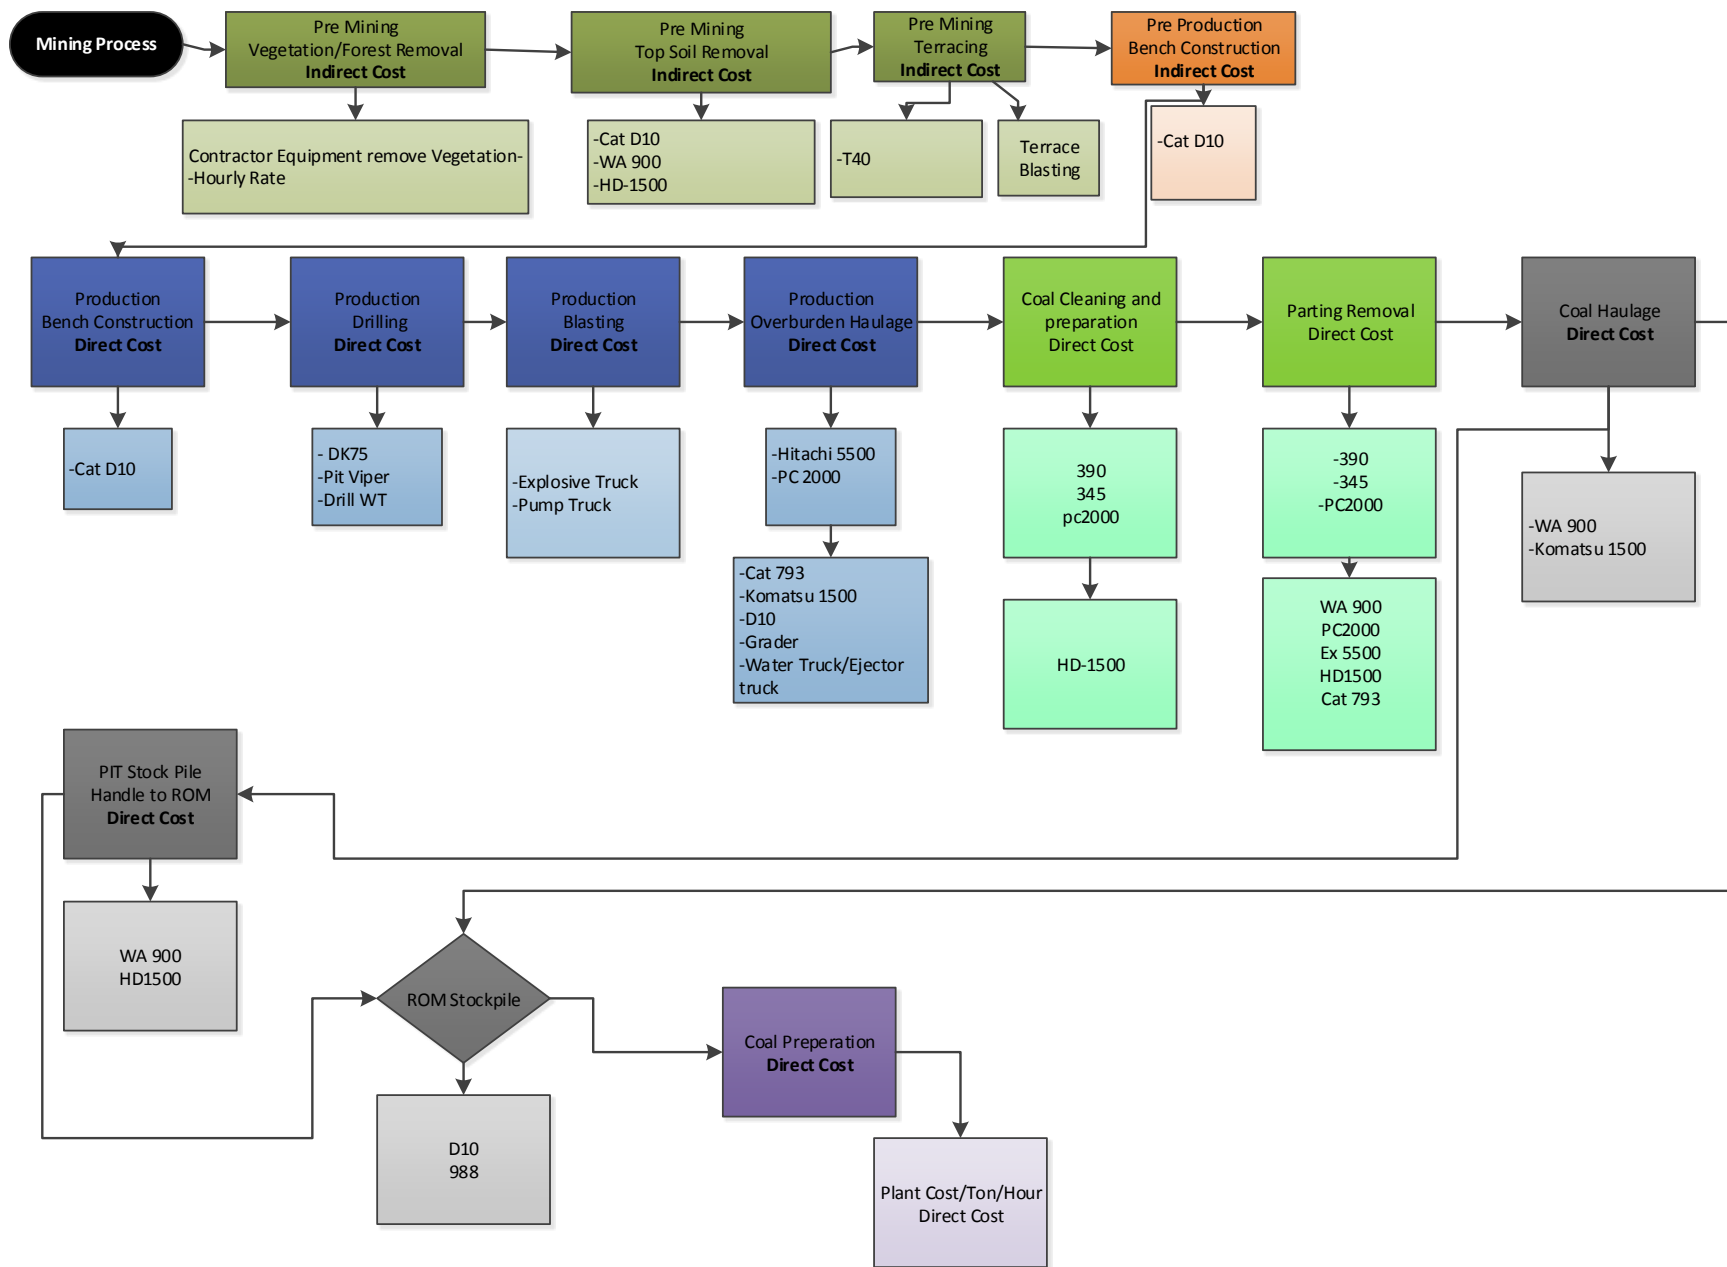 Mining Process
Pre Mining
Vegetation/Forest Removal
Indirect Cost
Pre Mining
Top Soil Removal
Indirect Cost
Pre Mining
Terracing
Indirect Cost
Pre Production
Bench Construction
Indirect Cost
Contractor Equipment remove Vegetation-
-Hourly Rate
-Cat D10
-WA 900
-HD-1500
-T40
Terrace
Blasting
-Cat D10
Production
Bench Construction
Direct Cost
Production
Drilling
Direct Cost
Production
Blasting
Direct Cost
Production
Overburden Haulage
Direct Cost
Coal Cleaning and
preparation
Direct Cost
Parting Removal
Direct Cost
Coal Haulage
Direct Cost
-Cat D10
- DK75
-Pit Viper
-Drill WT
-Explosive Truck
-Pump Truck
-Hitachi 5500
-PC 2000
390
345
pc2000
-390
-345
-PC2000
-WA 900
-Komatsu 1500
-Cat 793
-Komatsu 1500
-D10
-Grader
-Water Truck/Ejector
truck
HD-1500
WA 900
PC2000
Ex 5500
HD1500
Cat 793
PIT Stock Pile
Handle to ROM
Direct Cost
WA 900
HD1500
ROM Stockpile
Coal Preperation
Direct Cost
D10
988
Plant Cost/Ton/Hour
Direct Cost